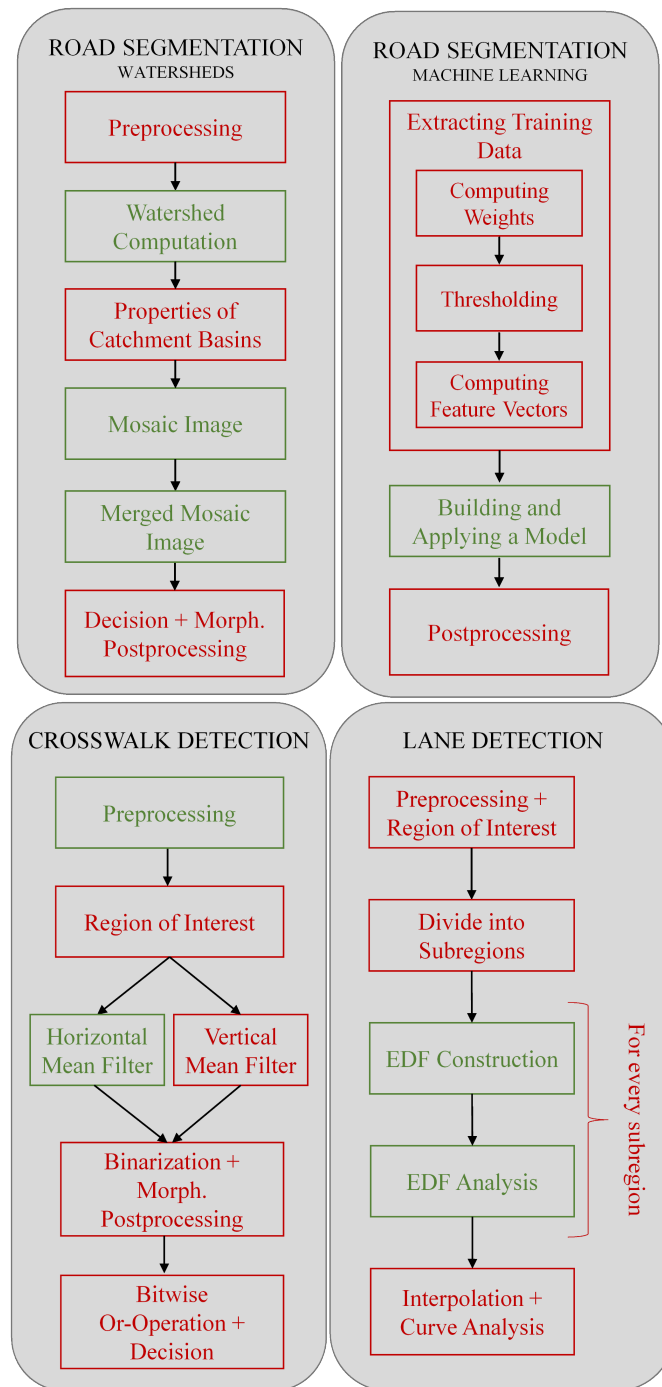 ROAD SEGMENTATION
WATERSHEDS
Preprocessing
Watershed
Computation
Properties of
Catchment Basins
Mosaic Image
Merged Mosaic
Image
Decision + Morph.
Postprocessing
ROAD SEGMENTATION
MACHINE LEARNING
Extracting Training
Data
Computing
Weights
Thresholding
Computing
Feature Vectors
Building and
Applying a Model
Postprocessing
CROSSWALK DETECTION
Preprocessing
Region of Interest
Horizontal
Mean Filter
Vertical
Mean Filter
Binarization +
Morph.
Postprocessing
Bitwise
Or-Operation +
Decision
LANE DETECTION
Preprocessing +
Region of Interest
Divide into
Subregions
EDF Construction
EDF Analysis
For every subregion
Interpolation +
Curve Analysis